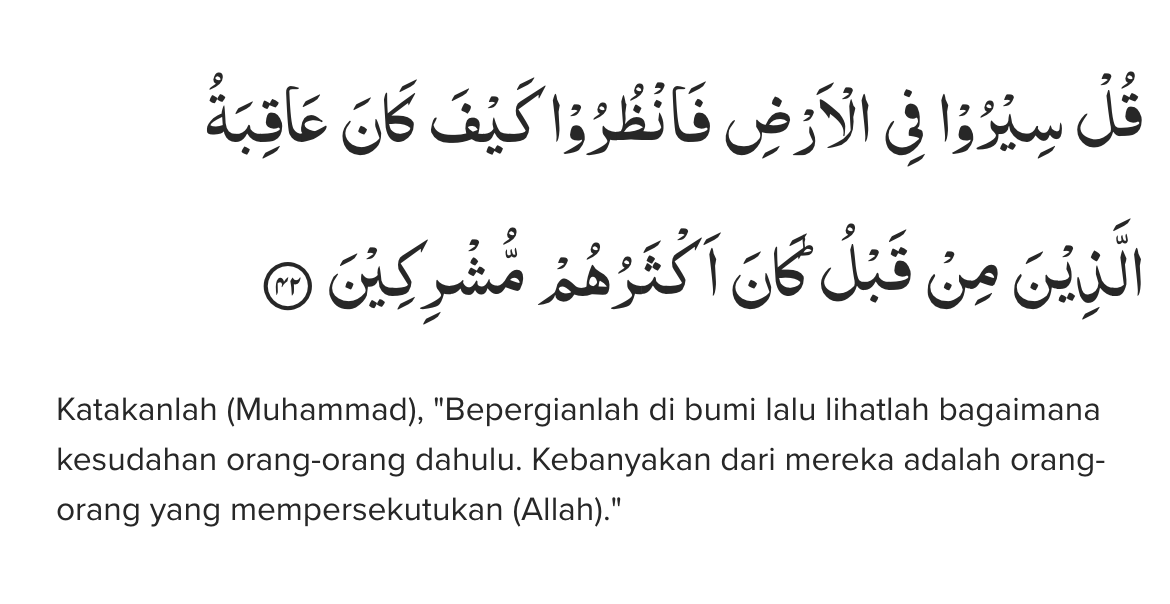 قُلْ سِيْرُوْا فِى الْاَرْضِ فَانْظُرُوْا كَيْفَ كَانَ عَاقِبَةُ
الَّذِيْنَ مِنْ قَبْلُۗ كَانَ اَكْثَرُهُمْ مُّشْرِكِيْنَ ٤٢
Katakanlah (Muhammad), "Bepergianlah di bumi lalu lihatlah bagaimana
kesudahan orang-orang dahulu. Kebanyakan dari mereka adalah orang-
orang yang mempersekutukan (Allah)."